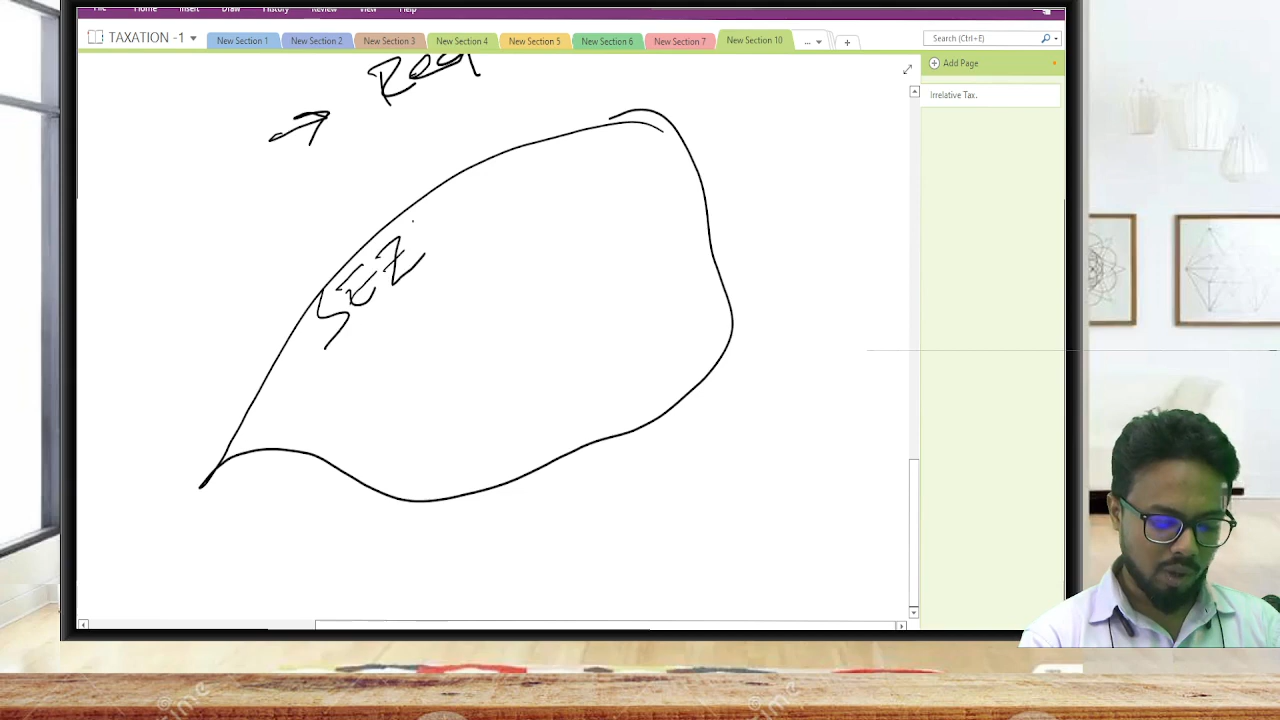 Home Insert Draw History Review View Help
TAXATION -1
New Section 1 New Section 2 New Section 3 New Section 4 New Section 5 New Section 6 New Section 7 New Section 10 ...
Search (Ctrl+E)
Add Page
Irrelative Tax.
SEZ